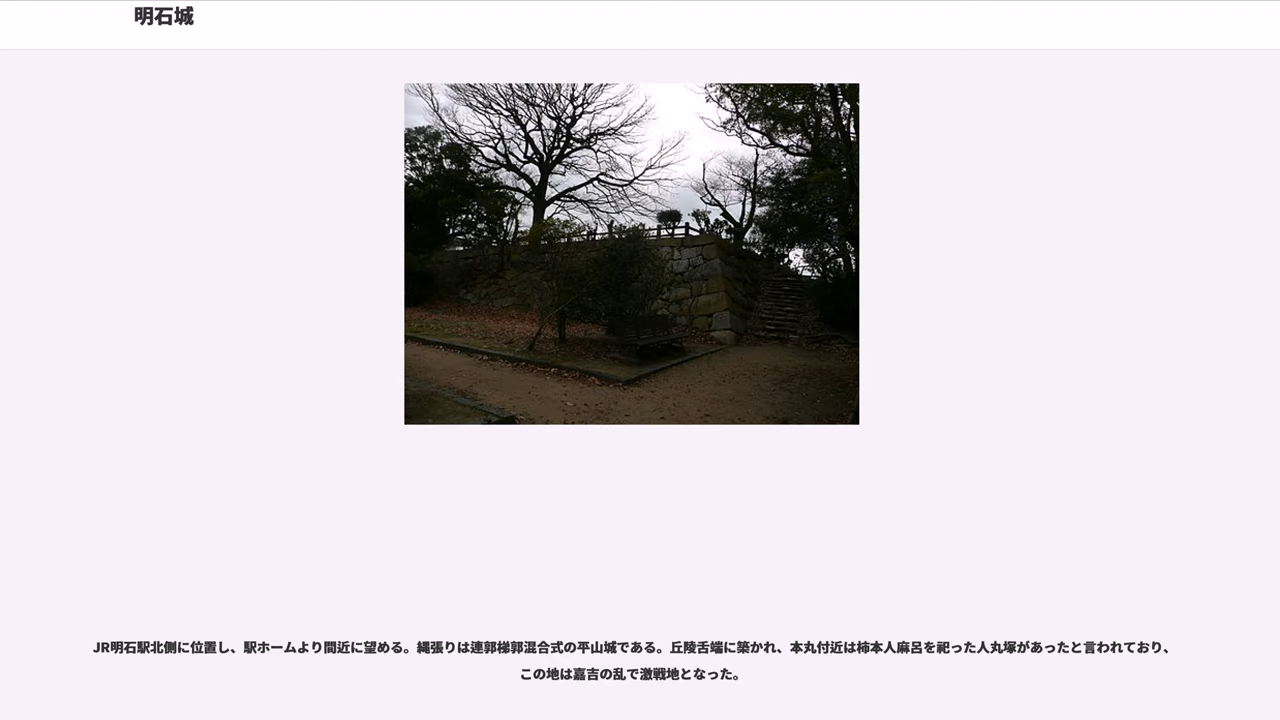 明石城
JR明石駅北側に位置し、駅ホームより間近に望める。縄張りは連郭梯郭混合式の平山城である。丘陵舌端に築かれ、本丸付近は柿本人麻呂を祀った人丸塚があったと言われており、
この地は嘉吉の乱で激戦地となった。